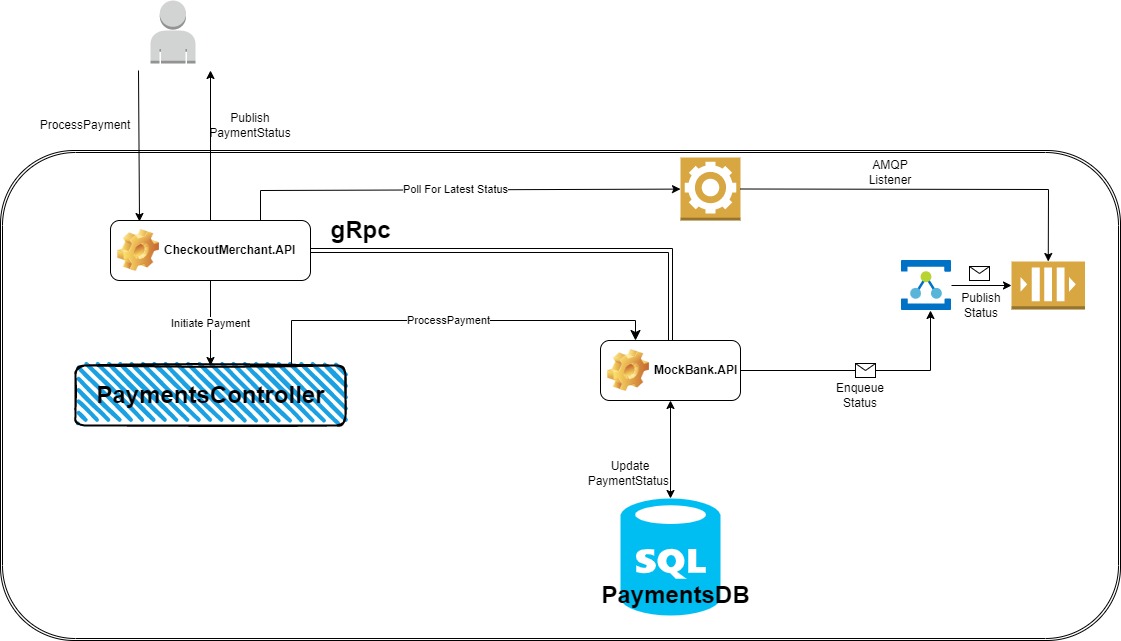 ProcessPayment
Publish
PaymentStatus
AMQP
Listener
Poll For Latest Status
gRpc
CheckoutMerchant.API
Publish
Status
Initiate Payment
ProcessPayment
MockBank.API
PaymentsController
Enqueue
Status
Update
PaymentStatus
SQL
PaymentsDB